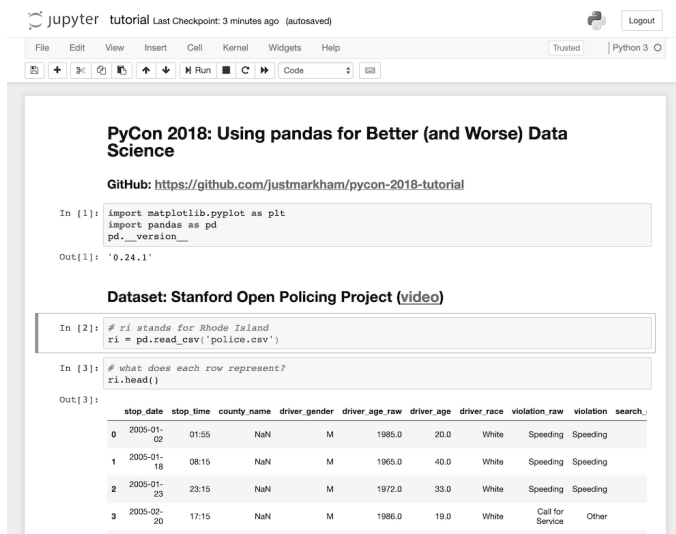 jupyter tutorial Last Checkpoint: 3 minutes ago (autosaved) Logout
File Edit View Insert Cell Kernel Widgets Help Trusted Python 3
Run Code
PyCon 2018: Using pandas for Better (and Worse) Data
Science
GitHub: https://github.com/justmarkham/pycon-2018-tutorial
In [1]: import matplotlib.pyplot as plt
import pandas as pd
pd.__version__
Out[1]: '0.24.1'
Dataset: Stanford Open Policing Project (video)
In [2]: # ri stands for Rhode Island
ri = pd.read_csv('police.csv')
In [3]: # what does each row represent?
ri.head()
Out[3]:
stop_date stop_time county_name driver_gender driver_age_raw driver_age driver_race violation_raw violation search_
0 2005-01-02 01:55 NaN M 1985.0 20.0 White Speeding Speeding
1 2005-01-18 08:15 NaN M 1965.0 40.0 White Speeding Speeding
2 2005-01-23 23:15 NaN M 1972.0 33.0 White Speeding Speeding
3 2005-02-20 17:15 NaN M 1986.0 19.0 White Call for Service Other